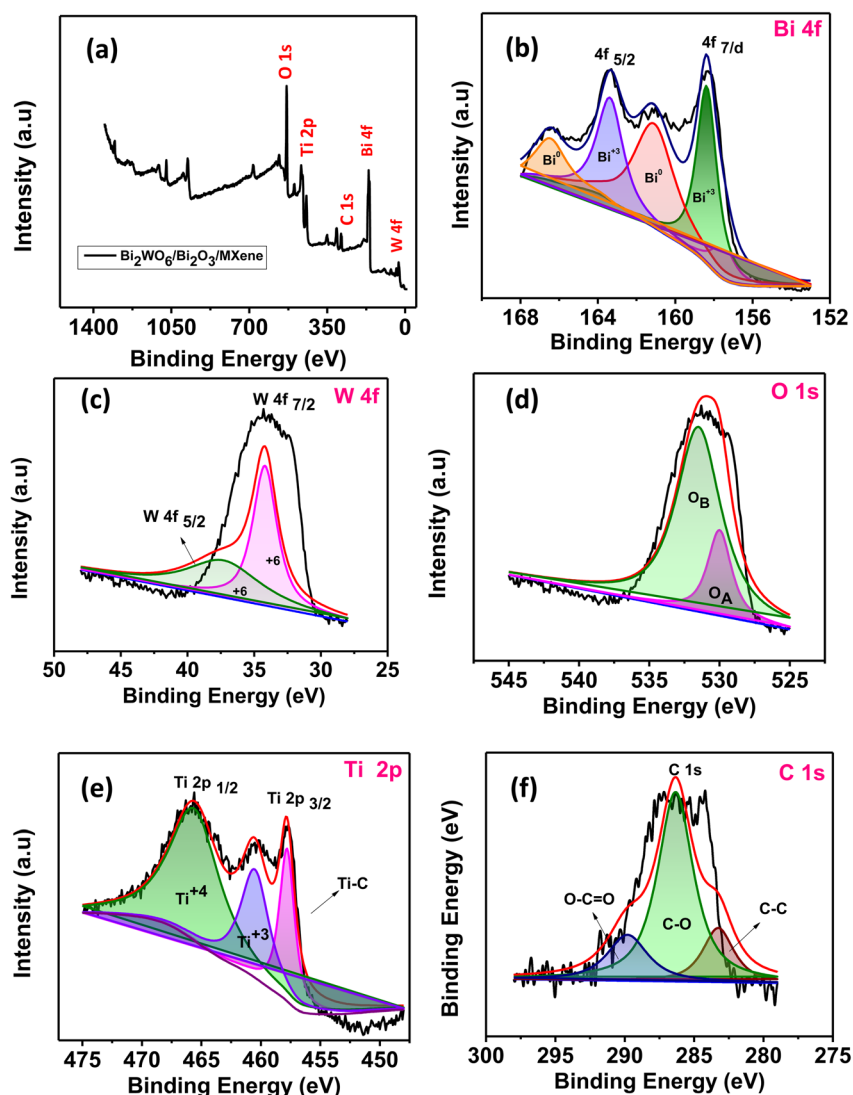 (a)
O 1s
Ti 2p
C 1s
Bi 4f
W 4f
Bi₂WO₆/Bi₂O₃/MXene
Intensity (a.u)
1400 1050 700 350 0
Binding Energy (eV)
(b)
Bi 4f
4f 5/2
4f 7/d
Bi⁰
Bi⁺³
Bi⁰
Bi⁺³
Intensity (a.u)
168 164 160 156 152
Binding Energy (eV)
(c)
W 4f
W 4f 7/2
W 4f 5/2
+6
+6
Intensity (a.u)
50 45 40 35 30 25
Binding Energy (eV)
(d)
O 1s
O_B
O_A
Intensity (a.u)
545 540 535 530 525
Binding Energy (eV)
(e)
Ti 2p
Ti 2p 1/2
Ti 2p 3/2
Ti⁺⁴
Ti⁺³
Ti-C
Intensity (a.u)
475 470 465 460 455 450
Binding Energy (eV)
(f)
C 1s
C 1s
O-C=O
C-O
C-C
Binding Energy (eV)
300 295 290 285 280 275
Binding Energy (eV)